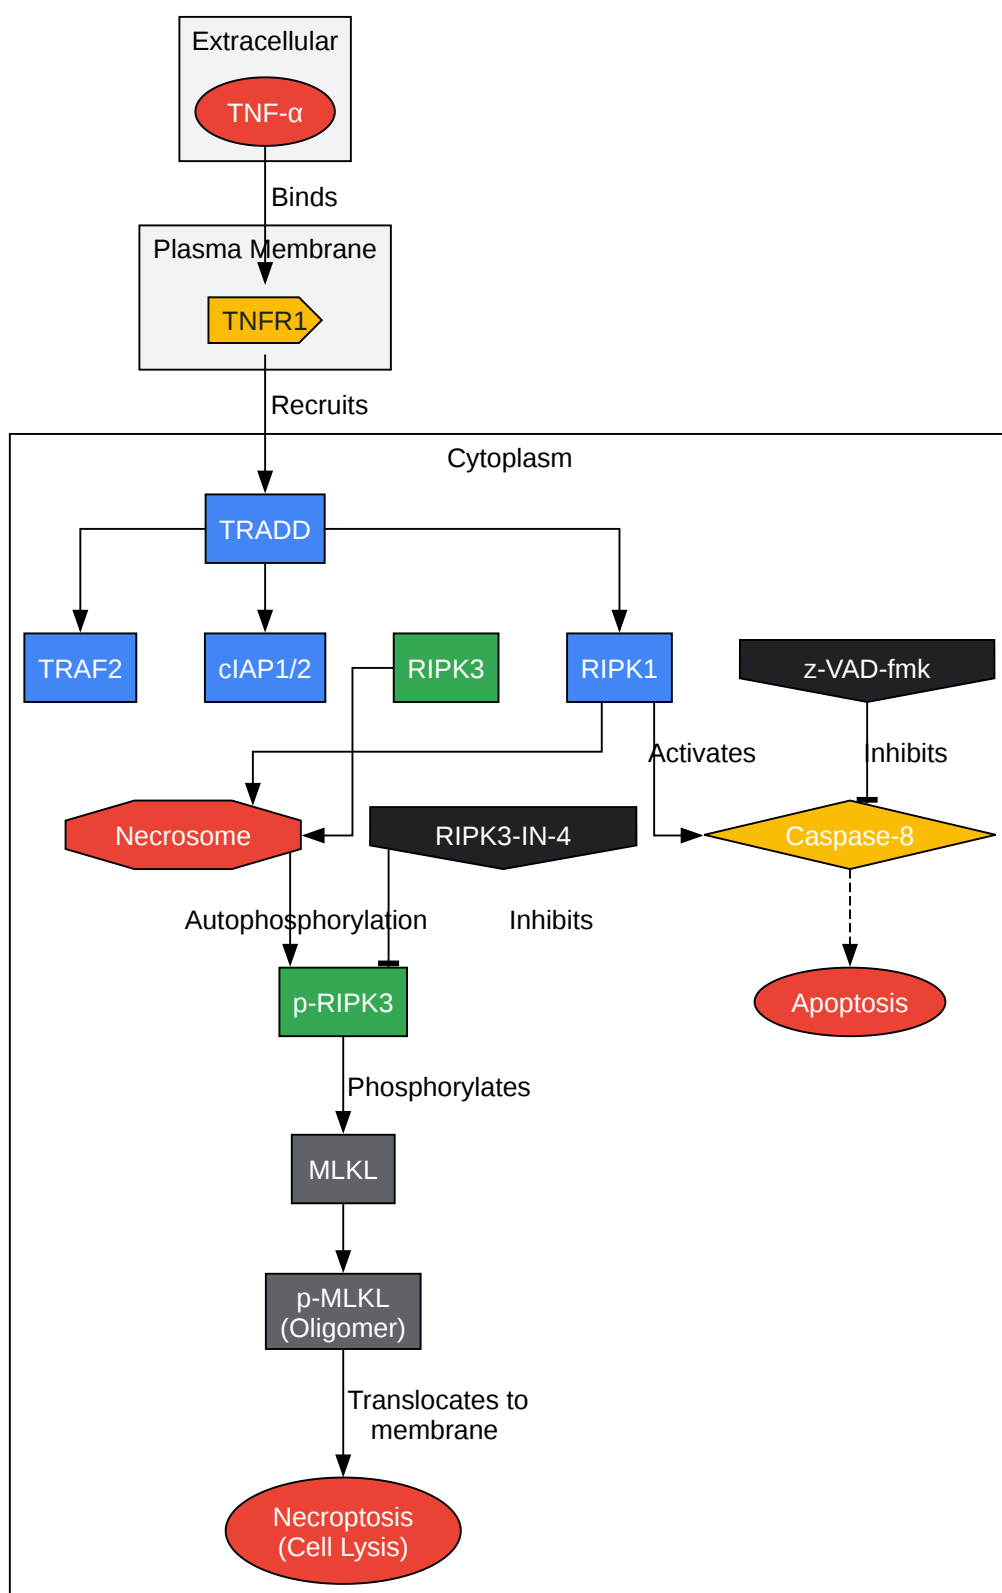 Extracellular
TNF-α
Binds
Plasma Membrane
TNFR1
Recruits
Cytoplasm
TRADD
TRAF2
cIAP1/2
RIPK3
RIPK1
z-VAD-fmk
Activates
Inhibits
Necrosome
RIPK3-IN-4
Caspase-8
Autophosphorylation
Inhibits
p-RIPK3
Apoptosis
Phosphorylates
MLKL
p-MLKL
(Oligomer)
Translocates to
membrane
Necroptosis
(Cell Lysis)